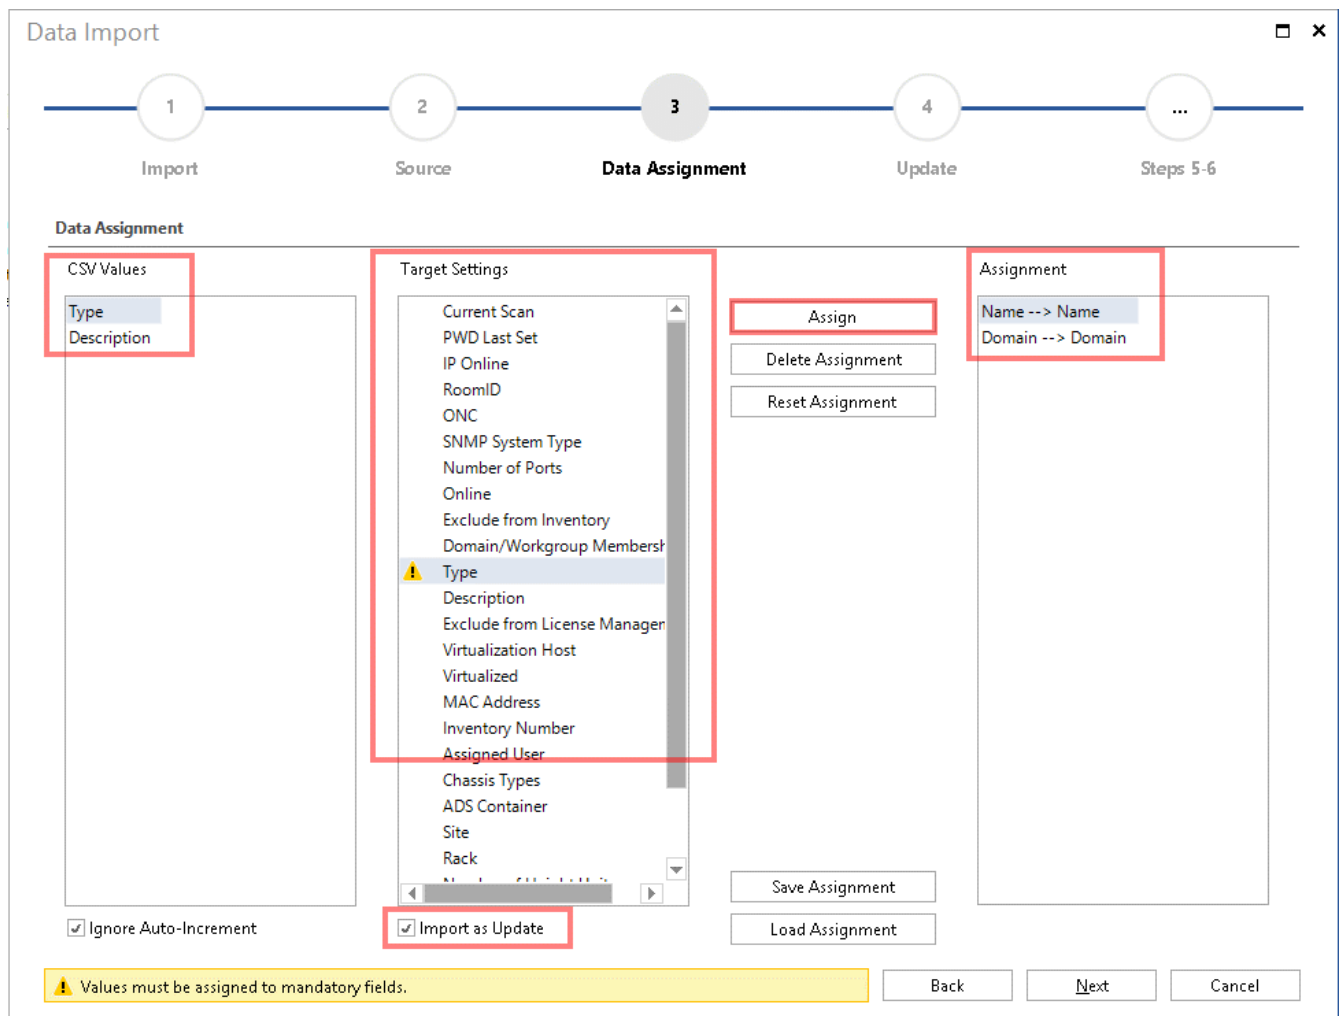 Data Import
1
2
3
4
...
Import
Source
Data Assignment
Update
Steps 5-6
Data Assignment
CSV Values
Type
Description
Ignore Auto-Increment
Target Settings
Current Scan
PWD Last Set
IP Online
RoomID
ONC
SNMP System Type
Number of Ports
Online
Exclude from Inventory
Domain/Workgroup Membersh
Type
Description
Exclude from License Managen
Virtualization Host
Virtualized
MAC Address
Inventory Number
Assigned User
Chassis Types
ADS Container
Site
Rack
Import as Update
Assign
Delete Assignment
Reset Assignment
Save Assignment
Load Assignment
Assignment
Name --> Name
Domain --> Domain
Values must be assigned to mandatory fields.
Back
Next
Cancel